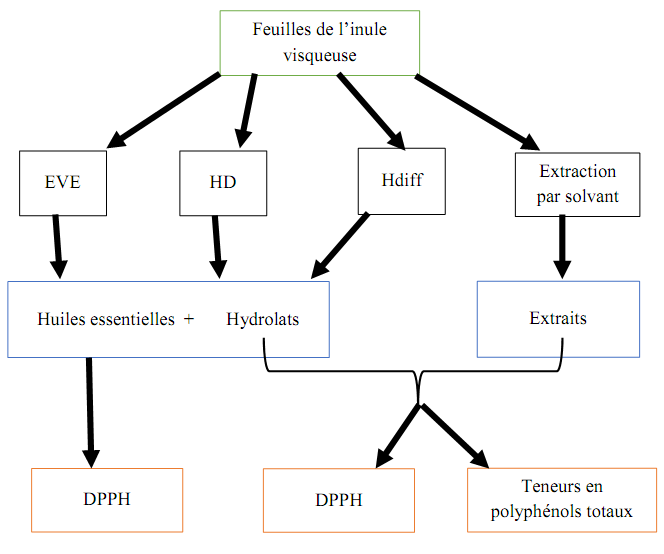 Feuilles de l’inule
visqueuse
EVE
HD
Hdiff
Extraction
par solvant
Huiles essentielles + Hydrolats
Extraits
DPPH
DPPH
Teneurs en
polyphénols totaux